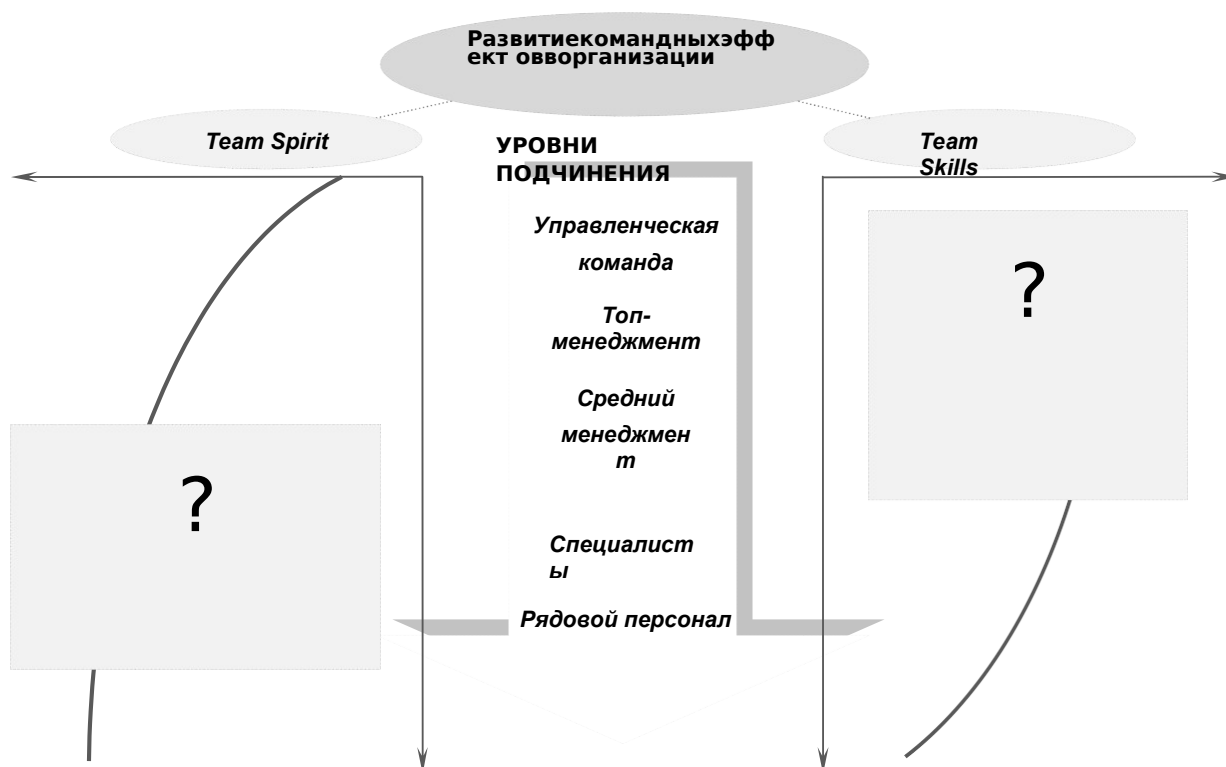 Развитиекомандныхэфф
ект овворганизации
Team Spirit
УРОВНИ
ПОДЧИНЕНИЯ
Team
Skills
Управленческая
команда
?
Топ-
менеджмент
Средний
менеджмен
т
?
Специалист
ы
Рядовой персонал